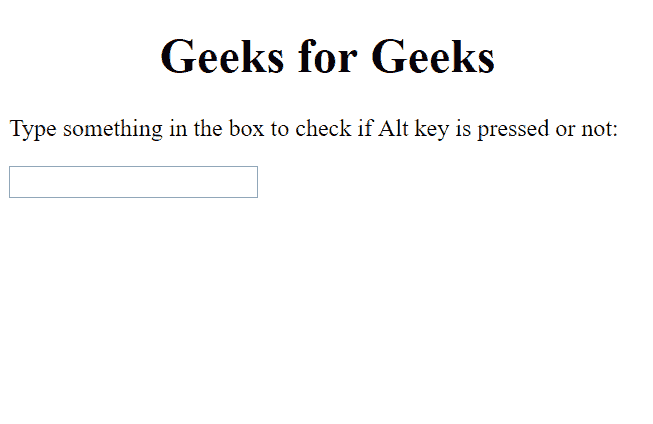 Geeks for Geeks
Type something in the box to check if Alt key is pressed or not: